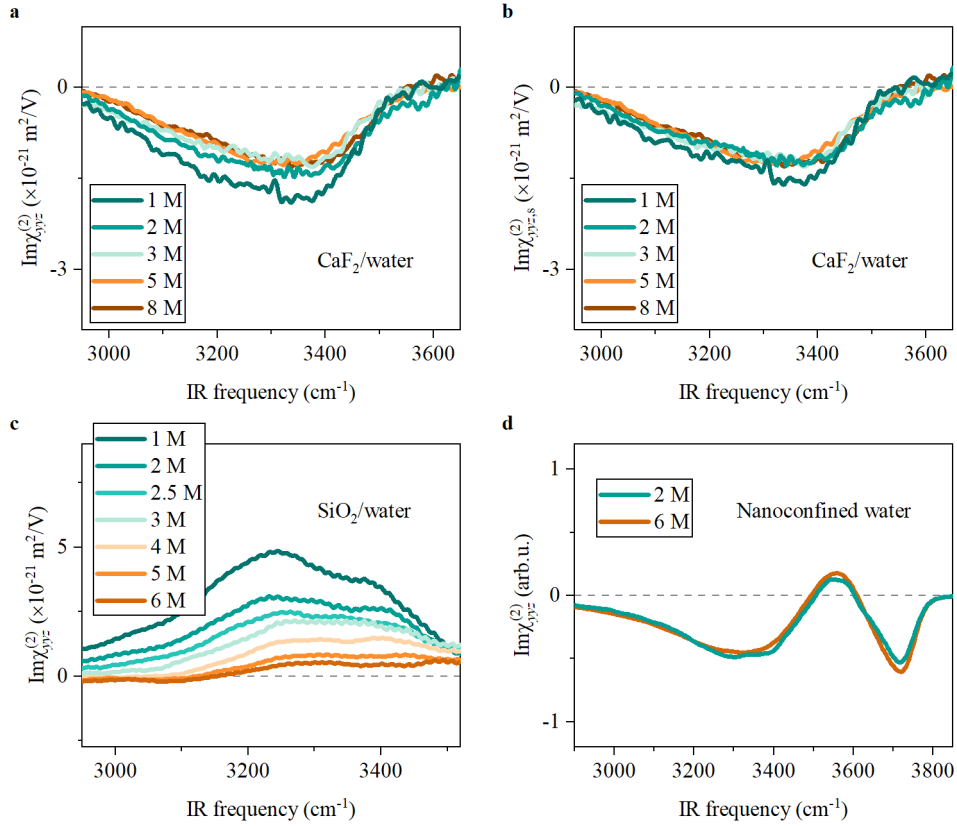 a
0
-3
Imχ(2)yyz (×10-21 m2/V)
1 M
2 M
3 M
5 M
8 M
CaF2/water
3000 3200 3400 3600
IR frequency (cm-1)
b
0
-3
Imχ(2)yyz,s (×10-21 m2/V)
1 M
2 M
3 M
5 M
8 M
CaF2/water
3000 3200 3400 3600
IR frequency (cm-1)
c
5
0
Imχ(2)yyz (×10-21 m2/V)
1 M
2 M
2.5 M
3 M
4 M
5 M
6 M
SiO2/water
3000 3200 3400
IR frequency (cm-1)
d
1
0
-1
Imχ(2)yyz (arb.u.)
2 M
6 M
Nanoconfined water
3000 3200 3400 3600 3800
IR frequency (cm-1)